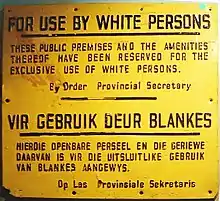 FOR USE BY WHITE PERSONS
THESE PUBLIC PREMISES AND THE AMENITIES
THEREOF HAVE BEEN RESERVED FOR THE
EXCLUSIVE USE OF WHITE PERSONS.
By Order Provincial Secretary
VIR GEBRUIK DEUR BLANKES
HIERDIE OPENBARE PERSEEL EN DIE GERIEWE
DAARVAN IS VIR DIE UITSLUITLIKE GEBRUIK
VAN BLANKES AANGEWYS.
Op Las Provinsiale Sekretaris